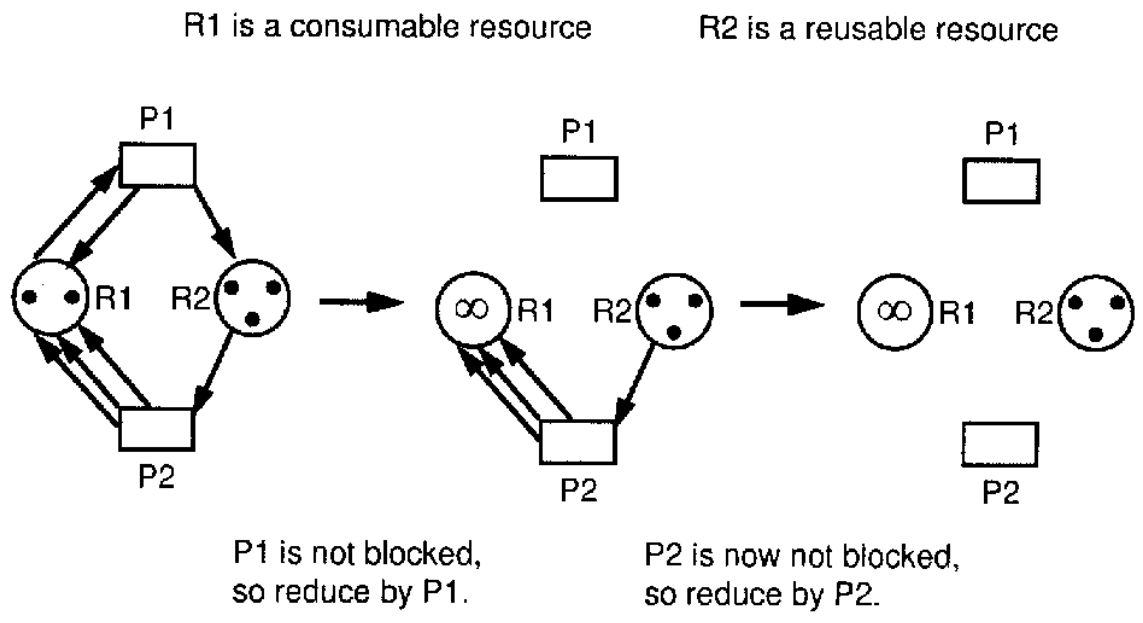 R1 is a consumable resource
R2 is a reusable resource
P1
P1
P1
R1
R2
∞
R1
R2
∞
R1
R2
P2
P2
P2
P1 is not blocked,
so reduce by P1.
P2 is now not blocked,
so reduce by P2.